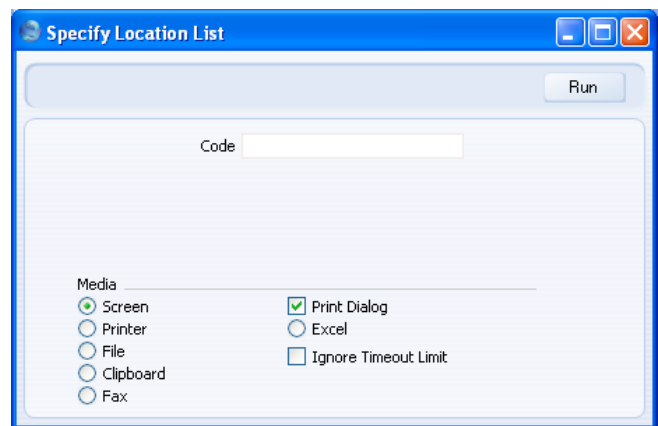 Specify Location List
Run
Code
Media
Screen
Print Dialog
Printer
Excel
File
Ignore Timeout Limit
Clipboard
Fax